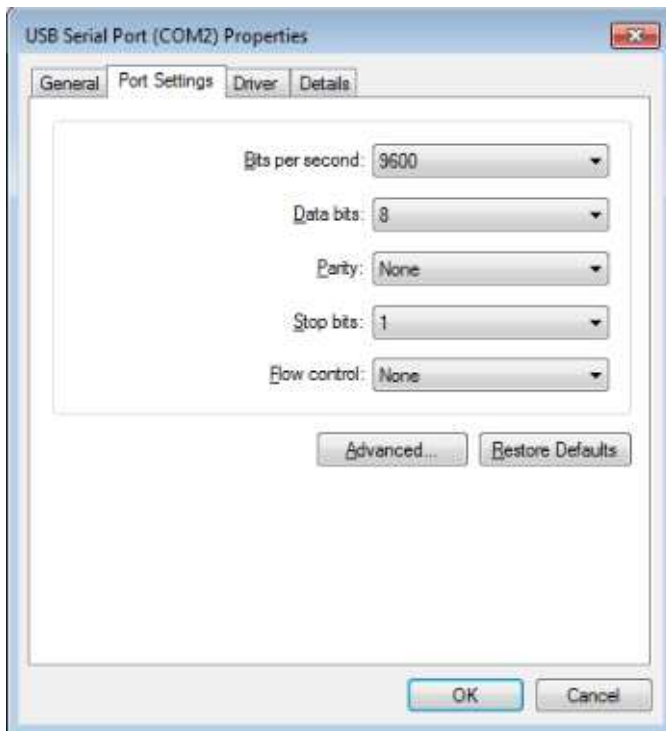 USB Serial Port (COM2) Properties
General Port Settings Driver Details
Bits per second: 9600
Data bits: 8
Parity: None
Stop bits: 1
Flow control: None
Advanced... Restore Defaults
OK Cancel